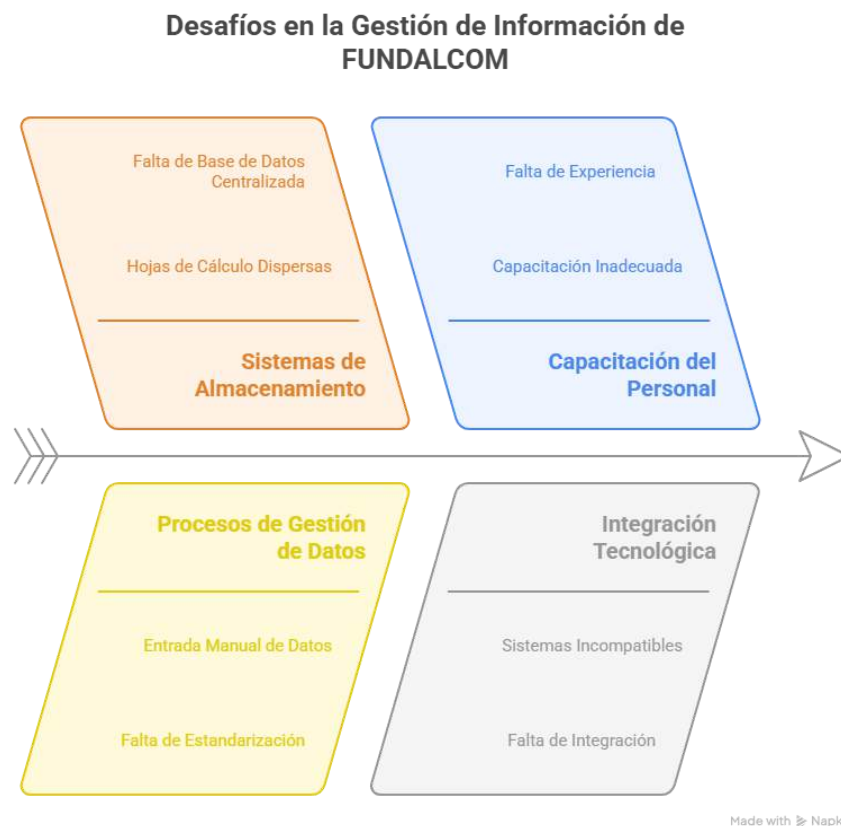 Desafíos en la Gestión de Información de
FUNDALCOM
Falta de Base de Datos
Centralizada
Hojas de Cálculo Dispersas
Sistemas de
Almacenamiento
Falta de Experiencia
Capacitación Inadecuada
Capacitación del
Personal
Procesos de Gestión
de Datos
Entrada Manual de Datos
Falta de Estandarización
Integración
Tecnológica
Sistemas Incompatibles
Falta de Integración
Made with Napk